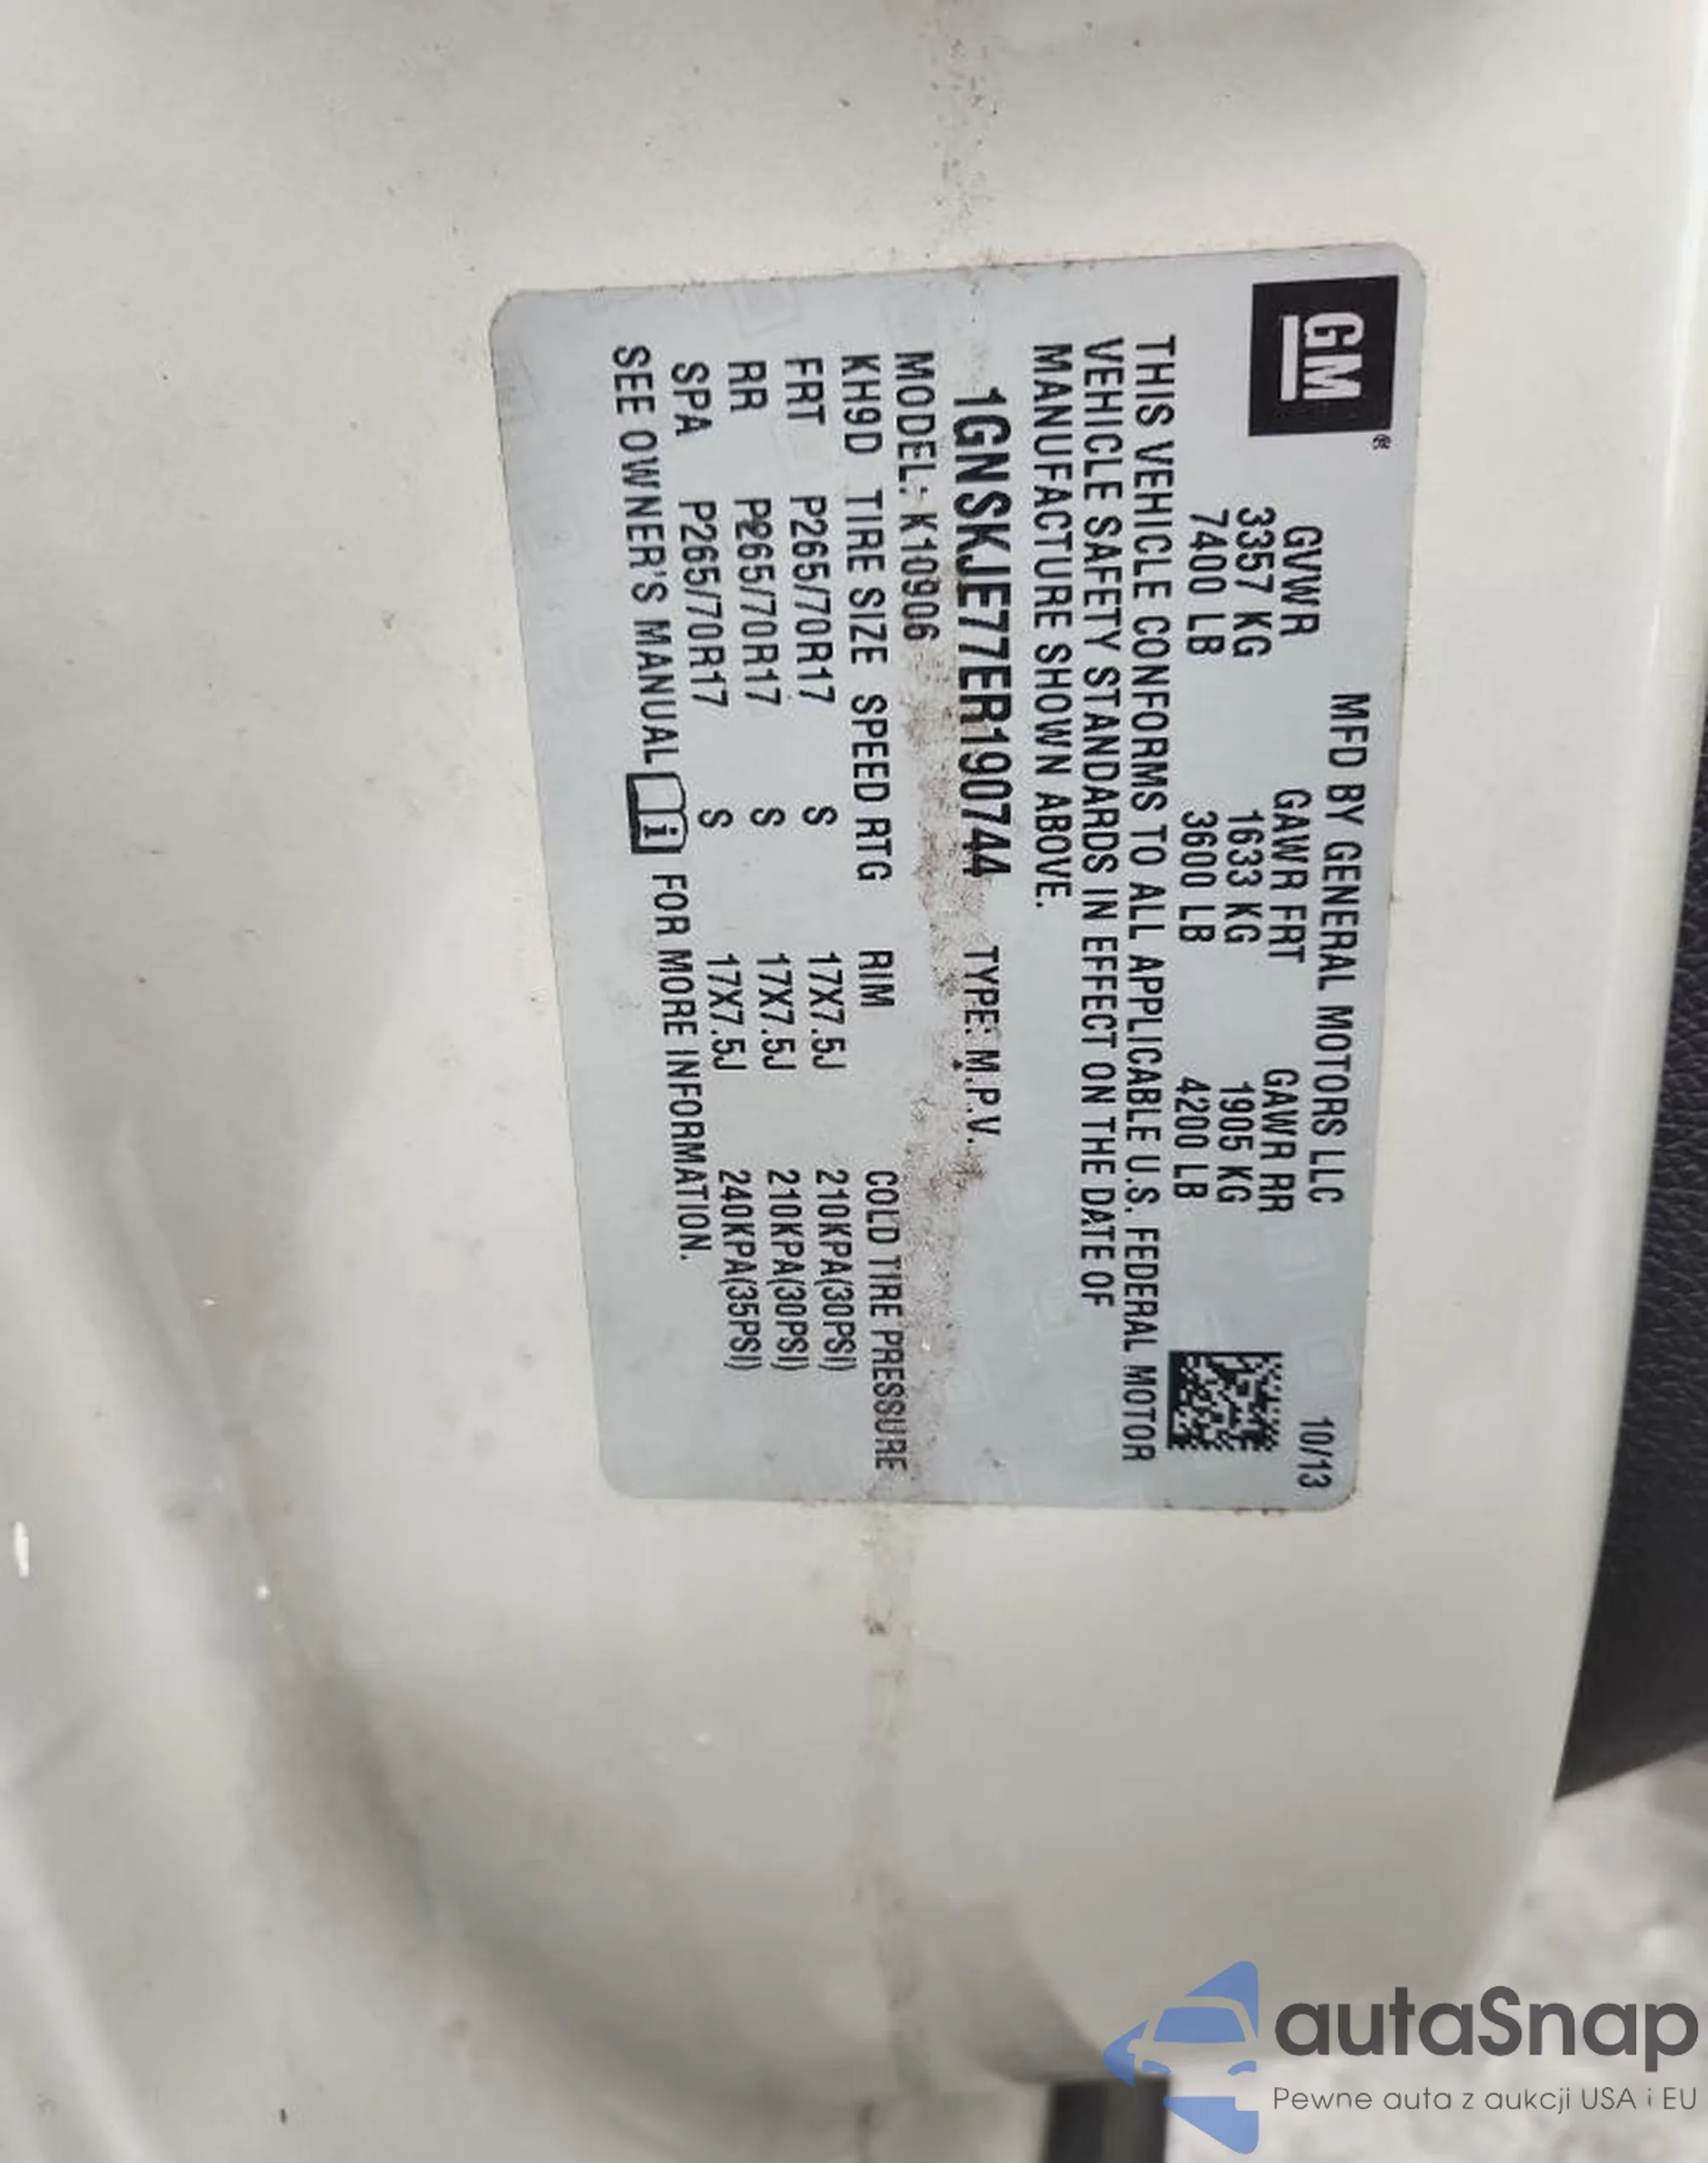 GM®
MFD BY GENERAL MOTORS LLC 10/13
GVWR GAWR FRT GAWR RR
3357 KG 1633 KG 1905 KG
7400 LB 3600 LB 4200 LB
THIS VEHICLE CONFORMS TO ALL APPLICABLE U.S. FEDERAL MOTOR
VEHICLE SAFETY STANDARDS IN EFFECT ON THE DATE OF
MANUFACTURE SHOWN ABOVE.
1GNSKJE77ER190744 TYPE: M.P.V.
MODEL: K10906
KH9D TIRE SIZE SPEED RTG RIM COLD TIRE PRESSURE
FRT P265/70R17 S 17X7.5J 210KPA(30PSI)
RR P265/70R17 S 17X7.5J 210KPA(30PSI)
SPA P265/70R17 S 17X7.5J 240KPA(35PSI)
SEE OWNER'S MANUAL i FOR MORE INFORMATION.
autaSnap
Pewne auta z aukcji USA i EU